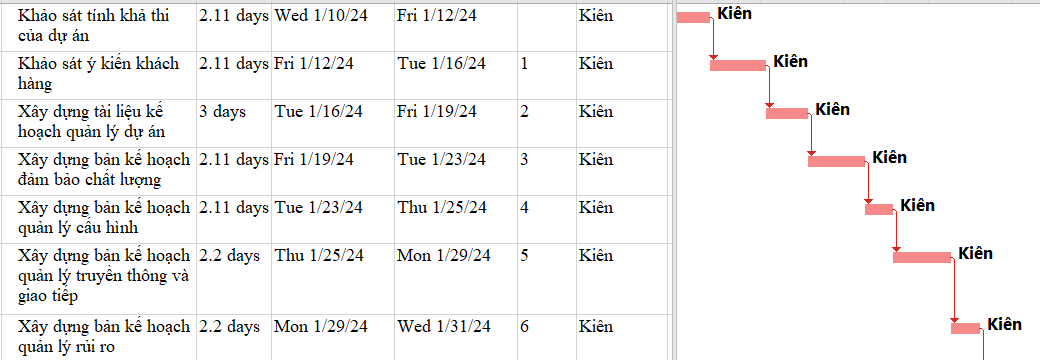 Khảo sát tính khả thi 2.11 days Wed 1/10/24 Fri 1/12/24 Kiên Kiên
của dự án
Khảo sát ý kiến khách 2.11 days Fri 1/12/24 Tue 1/16/24 1 Kiên Kiên
hàng
Xây dựng tài liệu kế 3 days Tue 1/16/24 Fri 1/19/24 2 Kiên Kiên
hoạch quản lý dự án
Xây dựng bản kế hoạch 2.11 days Fri 1/19/24 Tue 1/23/24 3 Kiên Kiên
đảm bảo chất lượng
Xây dựng bản kế hoạch 2.11 days Tue 1/23/24 Thu 1/25/24 4 Kiên Kiên
quản lý cấu hình
Xây dựng bản kế hoạch 2.2 days Thu 1/25/24 Mon 1/29/24 5 Kiên Kiên
quản lý truyền thông và
giao tiếp
Xây dựng bản kế hoạch 2.2 days Mon 1/29/24 Wed 1/31/24 6 Kiên Kiên
quản lý rủi ro